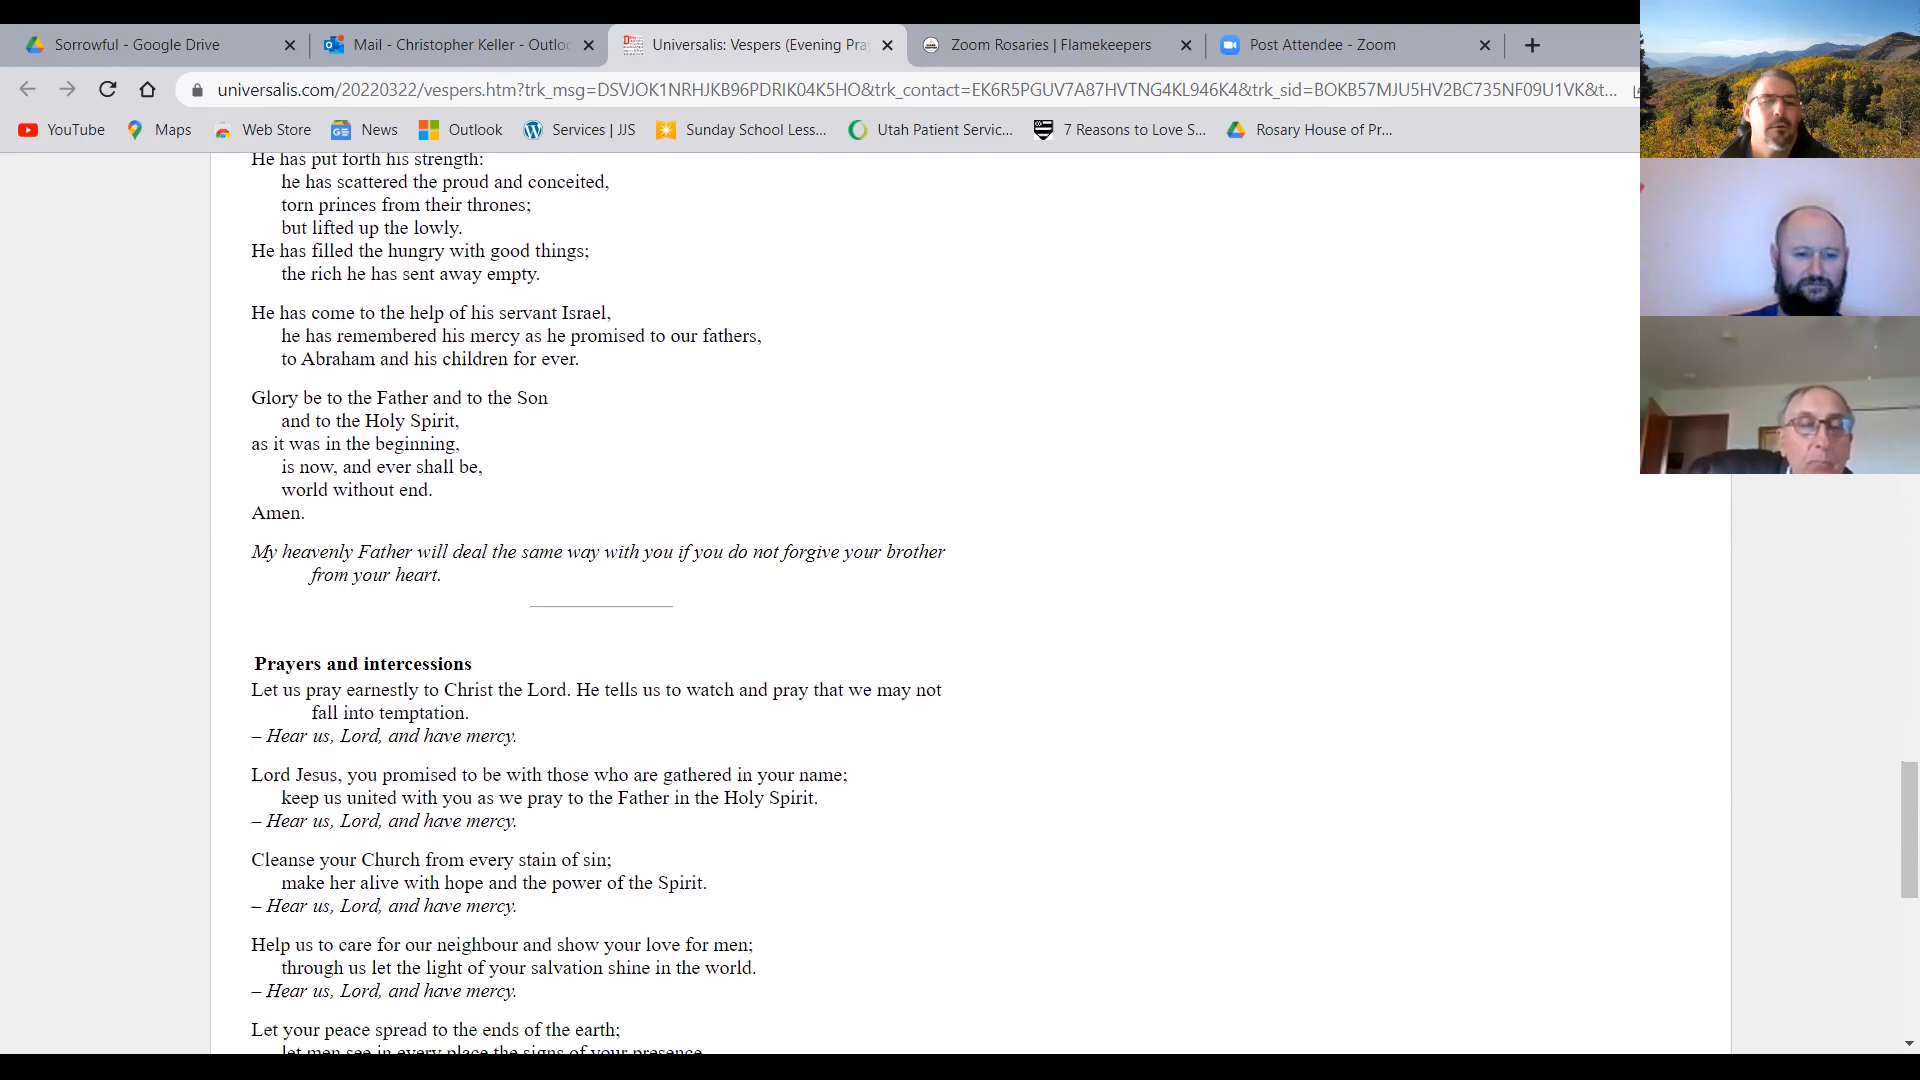 Sorrowful - Google Drive
Mail - Christopher Keller - Outloo
Universalis: Vespers (Evening Pra
Zoom Rosaries | Flamekeepers
Post Attendee - Zoom
universalis.com/20220322/vespers.htm?trk_msg=DSVJOK1NRHJKB96PDRIK04K5HO&trk_contact=EK6R5PGUV7A87HVTNG4KL946K4&trk_sid=BOKB57MJU5HV2BC735NF09U1VK&t...
YouTube
Maps
Web Store
News
Outlook
Services | JJS
Sunday School Less...
Utah Patient Servic...
7 Reasons to Love S...
Rosary House of Pr...
He has put forth his strength:
he has scattered the proud and conceited,
torn princes from their thrones;
but lifted up the lowly.
He has filled the hungry with good things;
the rich he has sent away empty.
He has come to the help of his servant Israel,
he has remembered his mercy as he promised to our fathers,
to Abraham and his children for ever.
Glory be to the Father and to the Son
and to the Holy Spirit,
as it was in the beginning,
is now, and ever shall be,
world without end.
Amen.
My heavenly Father will deal the same way with you if you do not forgive your brother
from your heart.
Prayers and intercessions
Let us pray earnestly to Christ the Lord. He tells us to watch and pray that we may not
fall into temptation.
– Hear us, Lord, and have mercy.
Lord Jesus, you promised to be with those who are gathered in your name;
keep us united with you as we pray to the Father in the Holy Spirit.
– Hear us, Lord, and have mercy.
Cleanse your Church from every stain of sin;
make her alive with hope and the power of the Spirit.
– Hear us, Lord, and have mercy.
Help us to care for our neighbour and show your love for men;
through us let the light of your salvation shine in the world.
– Hear us, Lord, and have mercy.
Let your peace spread to the ends of the earth;
let men see in every place the signs of your presence.